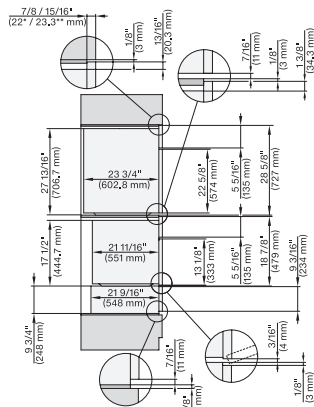 7/8 / 15/16"
(22* / 23.3** mm)
1/8"
(3 mm)
13/16"
(20.3 mm)
7/16"
(11 mm)
1/8"
(3 mm)
1 3/8"
(34.3 mm)
27 13/16"
(706.7 mm)
23 3/4"
(602.8 mm)
22 5/8"
(574 mm)
5 5/16"
(135 mm)
28 5/8"
(727 mm)
17 1/2"
(444.7 mm)
21 11/16"
(551 mm)
13 1/8"
(333 mm)
5 5/16"
(135 mm)
18 7/8"
(479 mm)
9 3/16"
(234 mm)
21 9/16"
(548 mm)
9 3/4"
(248 mm)
7/16"
(11 mm)
/8"
(3 mm)
3/16"
(4 mm)
1/8"
(3 mm)